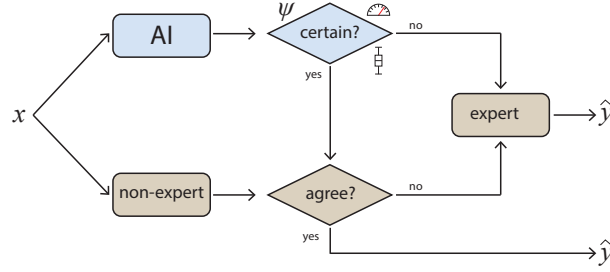 ψ
AI
certain?
no
yes
x
expert
ŷ
non-expert
agree?
no
yes
ŷ